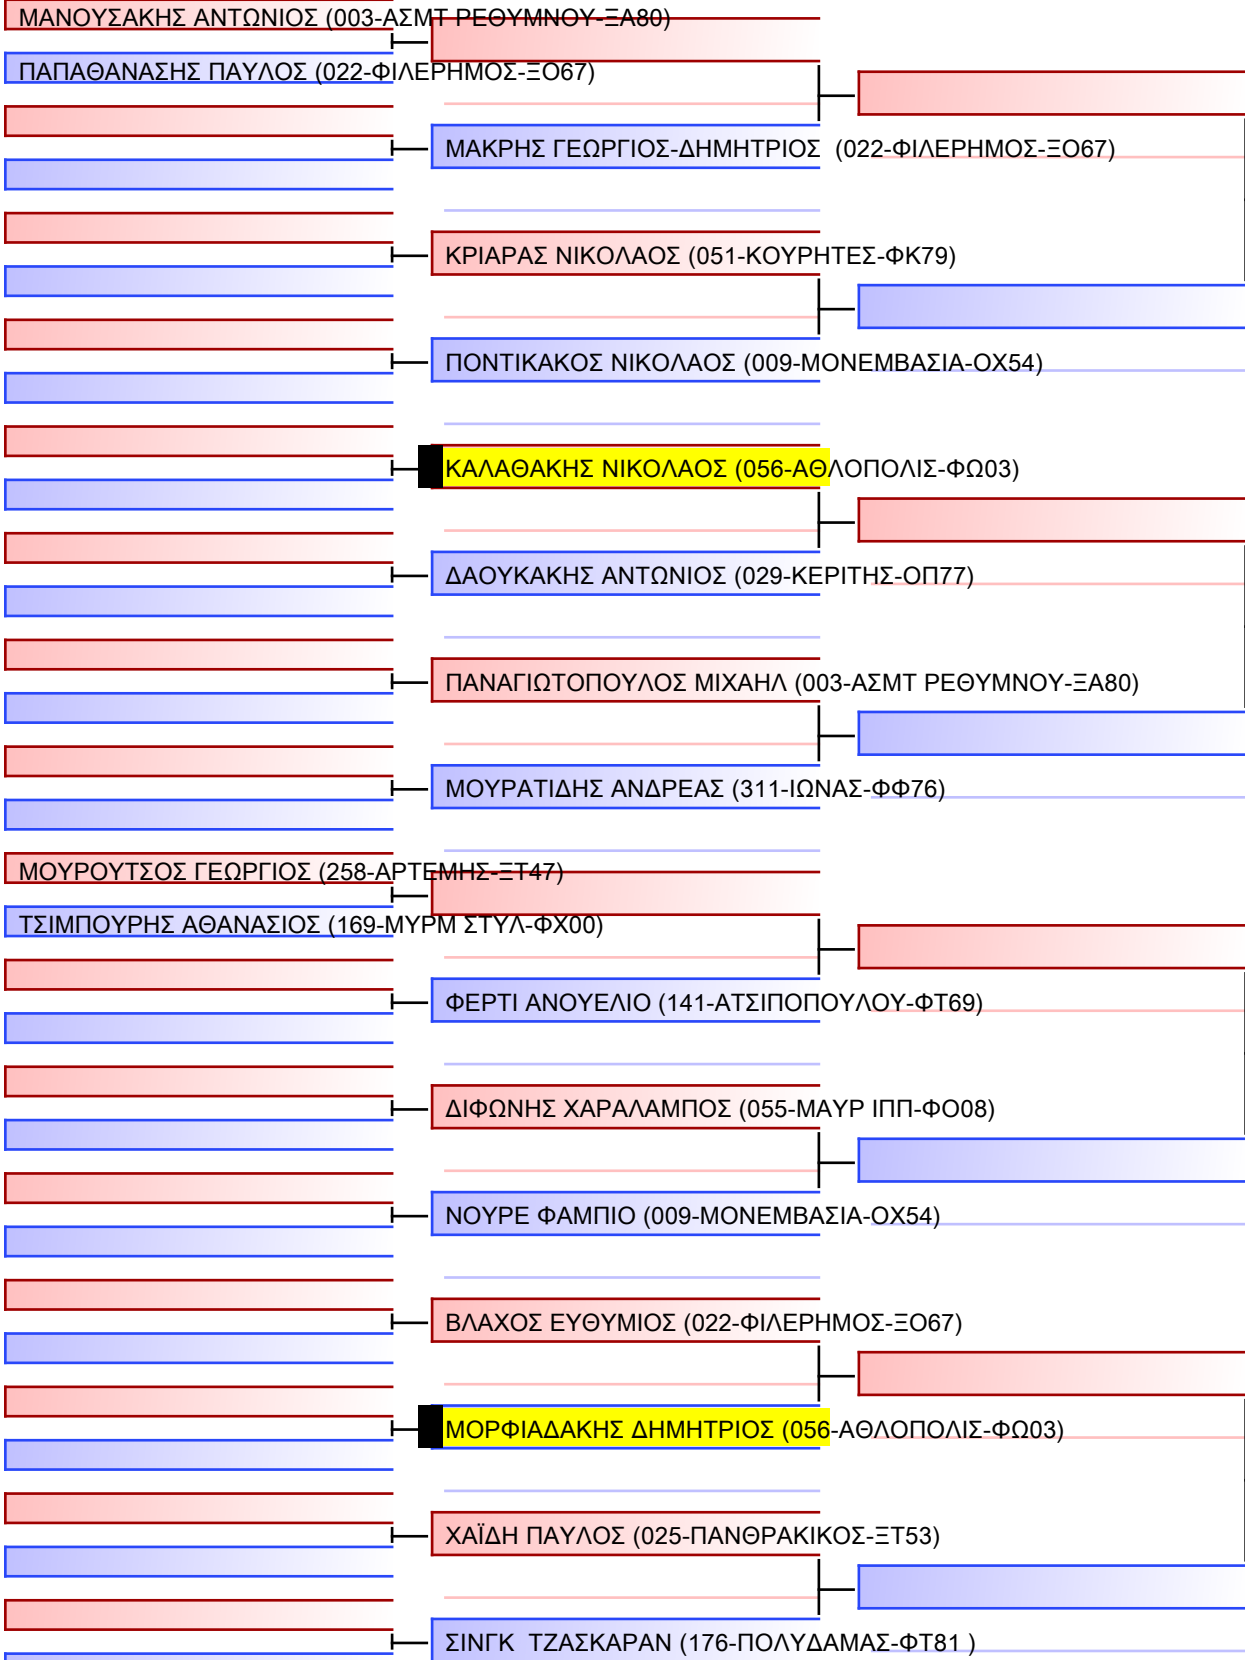 ΜΑΝΟΥΣΑΚΗΣ ΑΝΤΩΝΙΟΣ (003-ΑΣΜΤ ΡΕΘΥΜΝΟΥ-ΞΑ80)
ΠΑΠΑΘΑΝΑΣΗΣ ΠΑΥΛΟΣ (022-ΦΙΛΕΡΗΜΟΣ-ΞΟ67)
ΜΑΚΡΗΣ ΓΕΩΡΓΙΟΣ-ΔΗΜΗΤΡΙΟΣ (022-ΦΙΛΕΡΗΜΟΣ-ΞΟ67)
ΚΡΙΑΡΑΣ ΝΙΚΟΛΑΟΣ (051-ΚΟΥΡΗΤΕΣ-ΦΚ79)
ΠΟΝΤΙΚΑΚΟΣ ΝΙΚΟΛΑΟΣ (009-ΜΟΝΕΜΒΑΣΙΑ-ΟΧ54)
ΚΑΛΑΘΑΚΗΣ ΝΙΚΟΛΑΟΣ (056-ΑΘΛΟΠΟΛΙΣ-ΦΩ03)
ΔΑΟΥΚΑΚΗΣ ΑΝΤΩΝΙΟΣ (029-ΚΕΡΙΤΗΣ-ΟΠ77)
ΠΑΝΑΓΙΩΤΟΠΟΥΛΟΣ ΜΙΧΑΗΛ (003-ΑΣΜΤ ΡΕΘΥΜΝΟΥ-ΞΑ80)
ΜΟΥΡΑΤΙΔΗΣ ΑΝΔΡΕΑΣ (311-ΙΩΝΑΣ-ΦΦ76)
ΜΟΥΡΟΥΤΣΟΣ ΓΕΩΡΓΙΟΣ (258-ΑΡΤΕΜΗΣ-ΞΤ47)
ΤΣΙΜΠΟΥΡΗΣ ΑΘΑΝΑΣΙΟΣ (169-ΜΥΡΜ ΣΤΥΛ-ΦΧ00)
ΦΕΡΤΙ ΑΝΟΥΕΛΙΟ (141-ΑΤΣΙΠΟΠΟΥΛΟΥ-ΦΤ69)
ΔΙΦΩΝΗΣ ΧΑΡΑΛΑΜΠΟΣ (055-ΜΑΥΡ ΙΠΠ-ΦΟ08)
ΝΟΥΡΕ ΦΑΜΠΙΟ (009-ΜΟΝΕΜΒΑΣΙΑ-ΟΧ54)
ΒΛΑΧΟΣ ΕΥΘΥΜΙΟΣ (022-ΦΙΛΕΡΗΜΟΣ-ΞΟ67)
ΜΟΡΦΙΑΔΑΚΗΣ ΔΗΜΗΤΡΙΟΣ (056-ΑΘΛΟΠΟΛΙΣ-ΦΩ03)
ΧΑΪΔΗ ΠΑΥΛΟΣ (025-ΠΑΝΘΡΑΚΙΚΟΣ-ΞΤ53)
ΣΙΝΓΚ ΤΖΑΣΚΑΡΑΝ (176-ΠΟΛΥΔΑΜΑΣ-ΦΤ81 )